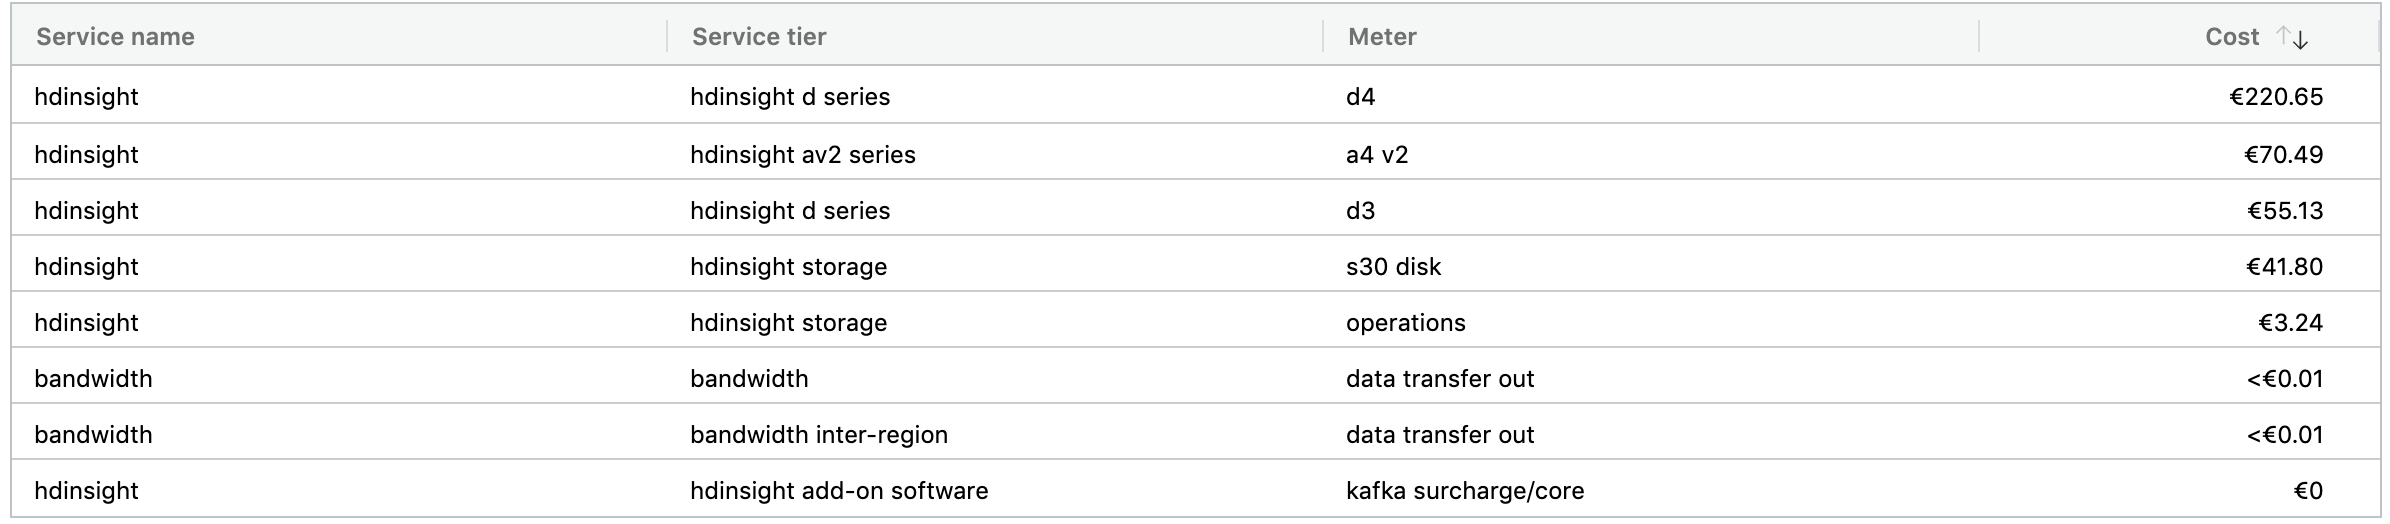 Service name Service tier Meter Cost ↑↓
hdinsight hdinsight d series d4 €220.65
hdinsight hdinsight av2 series a4 v2 €70.49
hdinsight hdinsight d series d3 €55.13
hdinsight hdinsight storage s30 disk €41.80
hdinsight hdinsight storage operations €3.24
bandwidth bandwidth data transfer out <€0.01
bandwidth bandwidth inter-region data transfer out <€0.01
hdinsight hdinsight add-on software kafka surcharge/core €0